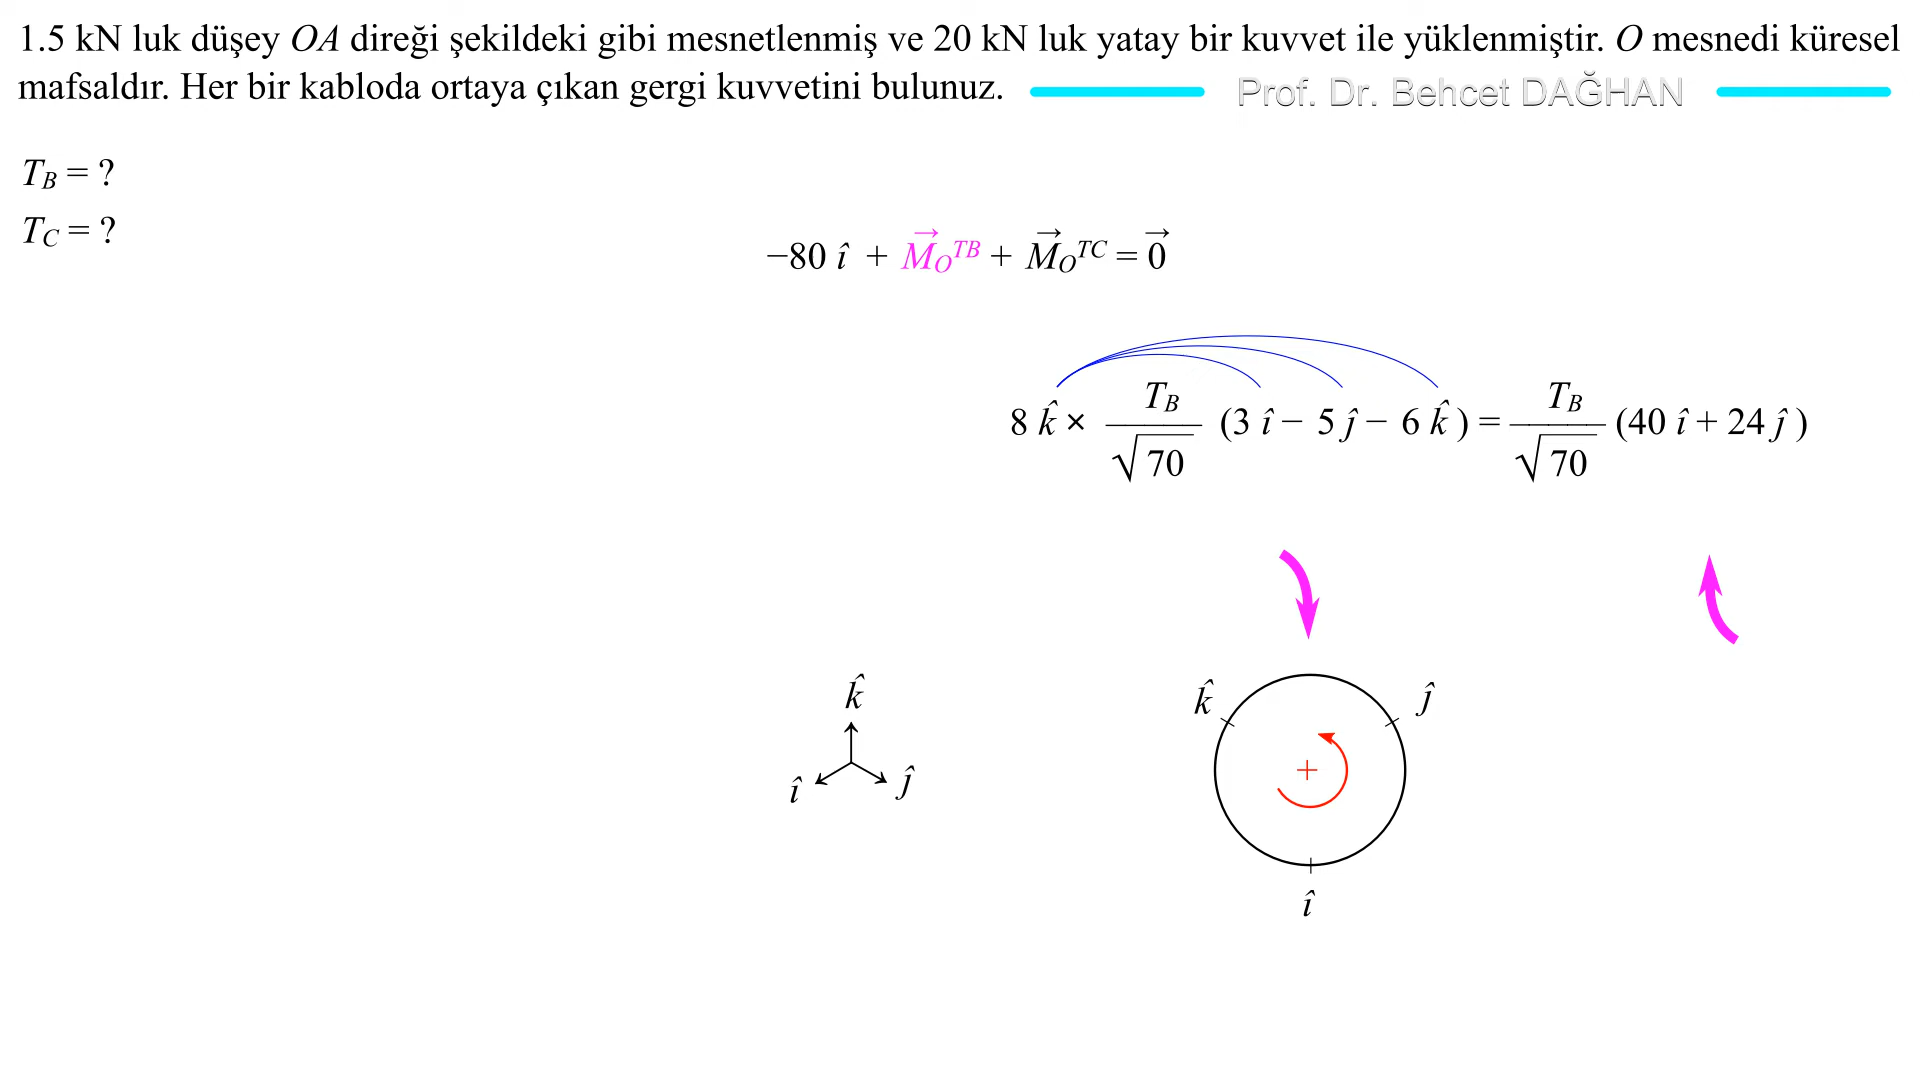 1.5 kN luk düşey OA direği şekildeki gibi mesnetlenmiş ve 20 kN luk yatay bir kuvvet ile yüklenmiştir. O mesnedi küresel
mafsaldır. Her bir kabloda ortaya çıkan gergi kuvvetini bulunuz.
Prof. Dr. Behcet DAĞHAN
T_B = ?
T_C = ?
−80 î + M⃗_O^TB + M⃗_O^TC = 0⃗
8 k̂ × T_B/√70 (3 î − 5 ĵ − 6 k̂) = T_B/√70 (40 î + 24 ĵ)
k̂
î ĵ
k̂ ĵ
+
î